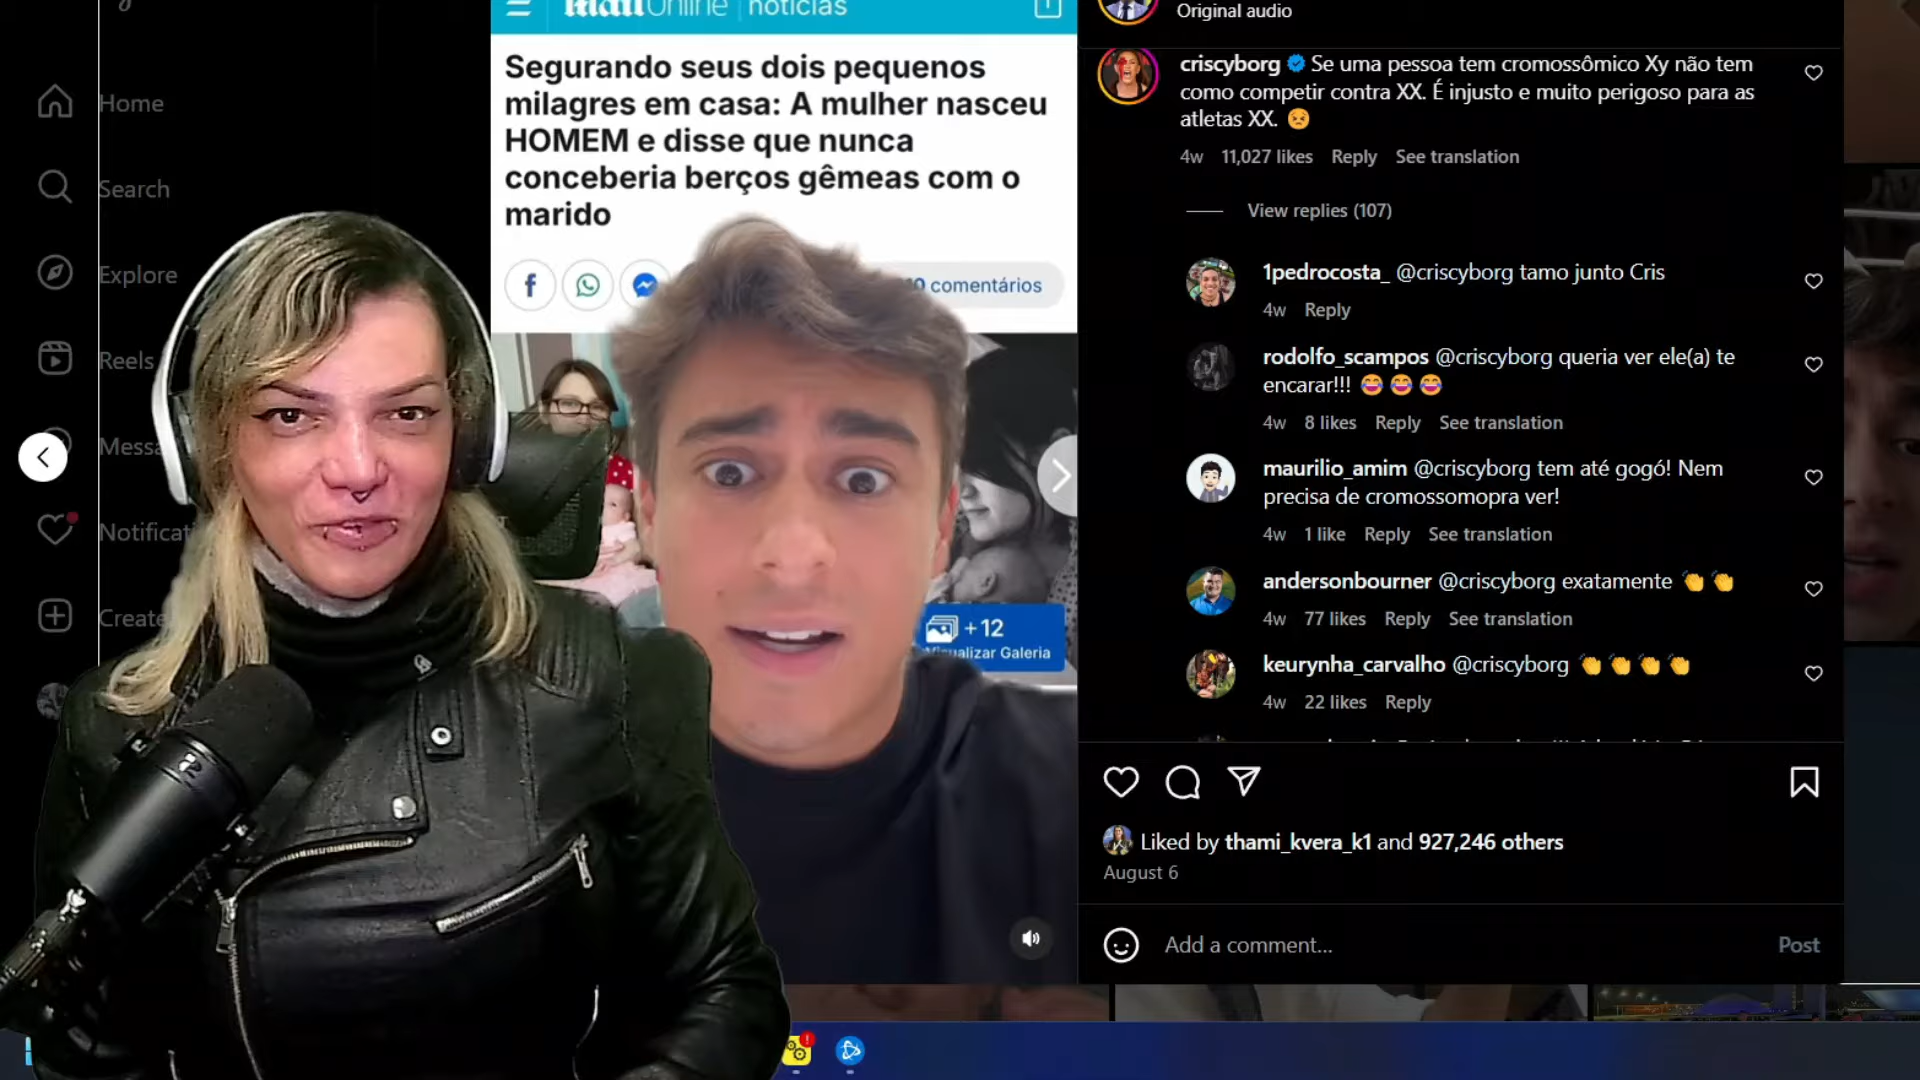 Mail Online | notícias
Segurando seus dois pequenos
milagres em casa: A mulher nasceu
HOMEM e disse que nunca
conceberia berços gêmeas com o
marido
comentários
+12
Visualizar Galeria
Home
Search
Explore
Reels
Messa
Notificati
Create
Original audio
criscyborg Se uma pessoa tem cromossômico Xy não tem
como competir contra XX. É injusto e muito perigoso para as
atletas XX. 😣
4w 11,027 likes Reply See translation
View replies (107)
1pedrocosta_ @criscyborg tamo junto Cris
4w Reply
rodolfo_scampos @criscyborg queria ver ele(a) te
encarar!!! 😂 😂 😂
4w 8 likes Reply See translation
maurilio_amim @criscyborg tem até gogó! Nem
precisa de cromossomopra ver!
4w 1 like Reply See translation
andersonbourner @criscyborg exatamente 👏 👏
4w 77 likes Reply See translation
keurynha_carvalho @criscyborg 👏 👏 👏 👏
4w 22 likes Reply
Liked by thami_kvera_k1 and 927,246 others
August 6
Add a comment...
Post